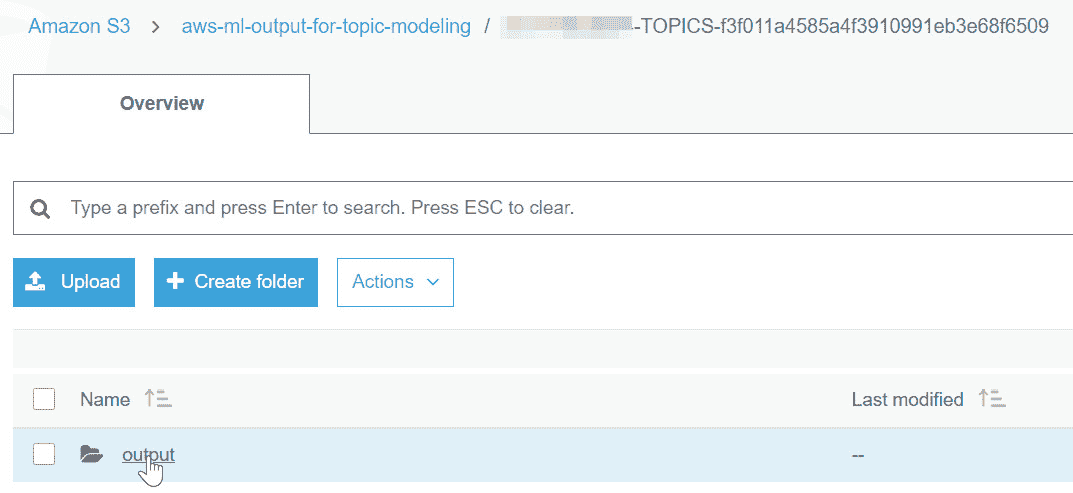 Amazon S3 > aws-ml-output-for-topic-modeling / -TOPICS-f3f011a4585a4f3910991eb3e68f6509
Overview
Type a prefix and press Enter to search. Press ESC to clear.
Upload Create folder Actions
Name Last modified
output --